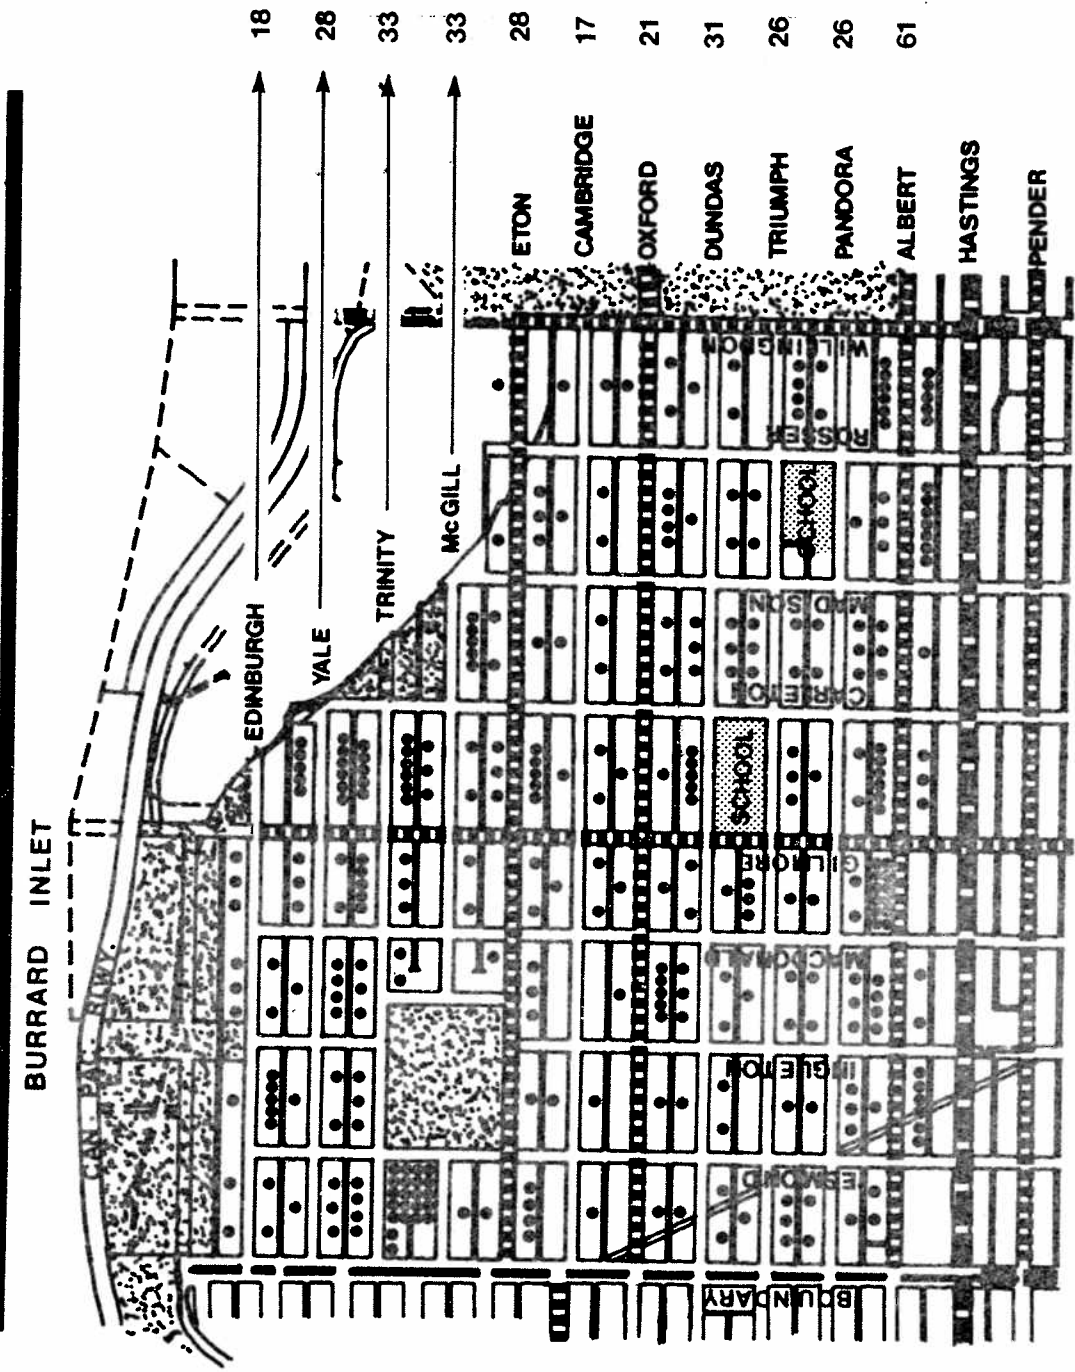 BURRARD INLET
CAN. PAC. RLWY.
18
28
33
33
28
17
21
31
26
26
61
EDINBURGH
YALE
TRINITY
McGILL
ETON
CAMBRIDGE
OXFORD
DUNDAS
TRIUMPH
PANDORA
ALBERT
HASTINGS
PENDER
WILLINGDON
ROSSER
SCHOOL
MADISON
CARLETON
SCHOOL
GILMORE
MACDONALD
INGLETON
ESMOND
BOUNDARY